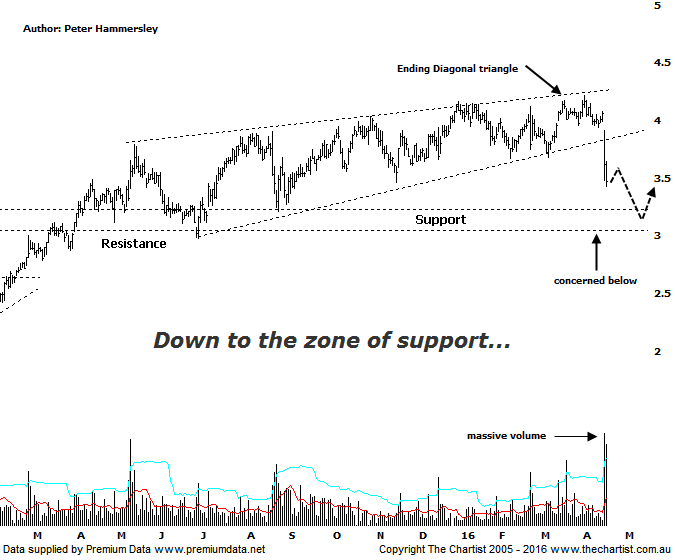 5
Author: Peter Hammersley
4.5
Ending Diagonal triangle
4
3.5
Support
Resistance
3
concerned below
2.5
Down to the zone of support...
2
massive volume
M A M J J A S O N D 16 F M A M
Data supplied by Premium Data www.premiumdata.net Copyright The Chartist 2005 - 2016 www.thechartist.com.au